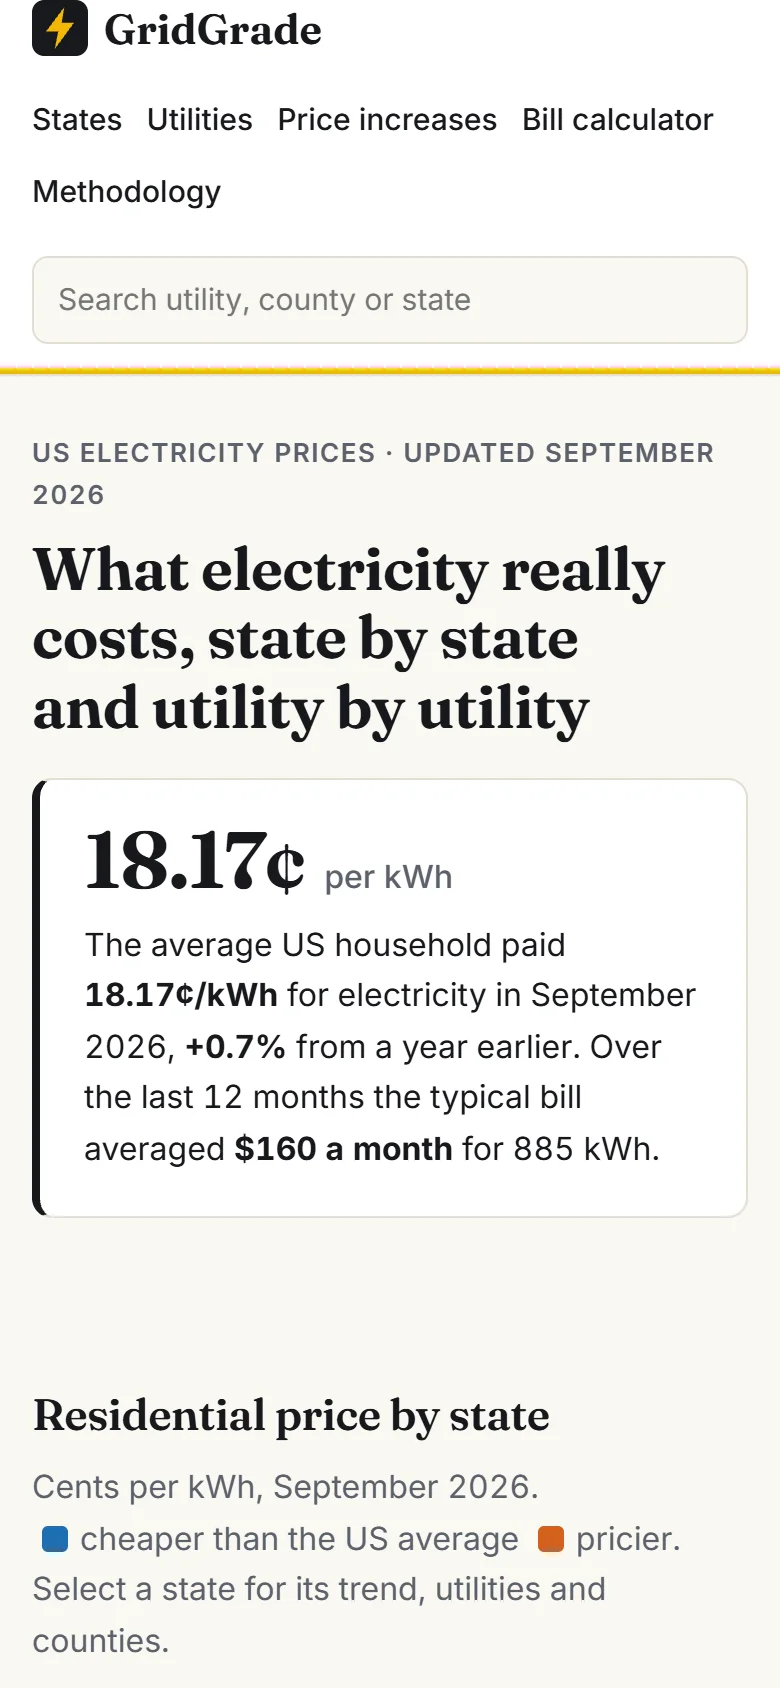 GridGrade
States Utilities Price increases Bill calculator
Methodology
Search utility, county or state
US ELECTRICITY PRICES · UPDATED SEPTEMBER
2026
What electricity really
costs, state by state
and utility by utility
18.17¢ per kWh
The average US household paid
18.17¢/kWh for electricity in September
2026, +0.7% from a year earlier. Over
the last 12 months the typical bill
averaged $160 a month for 885 kWh.
Residential price by state
Cents per kWh, September 2026.
cheaper than the US average pricier.
Select a state for its trend, utilities and
counties.